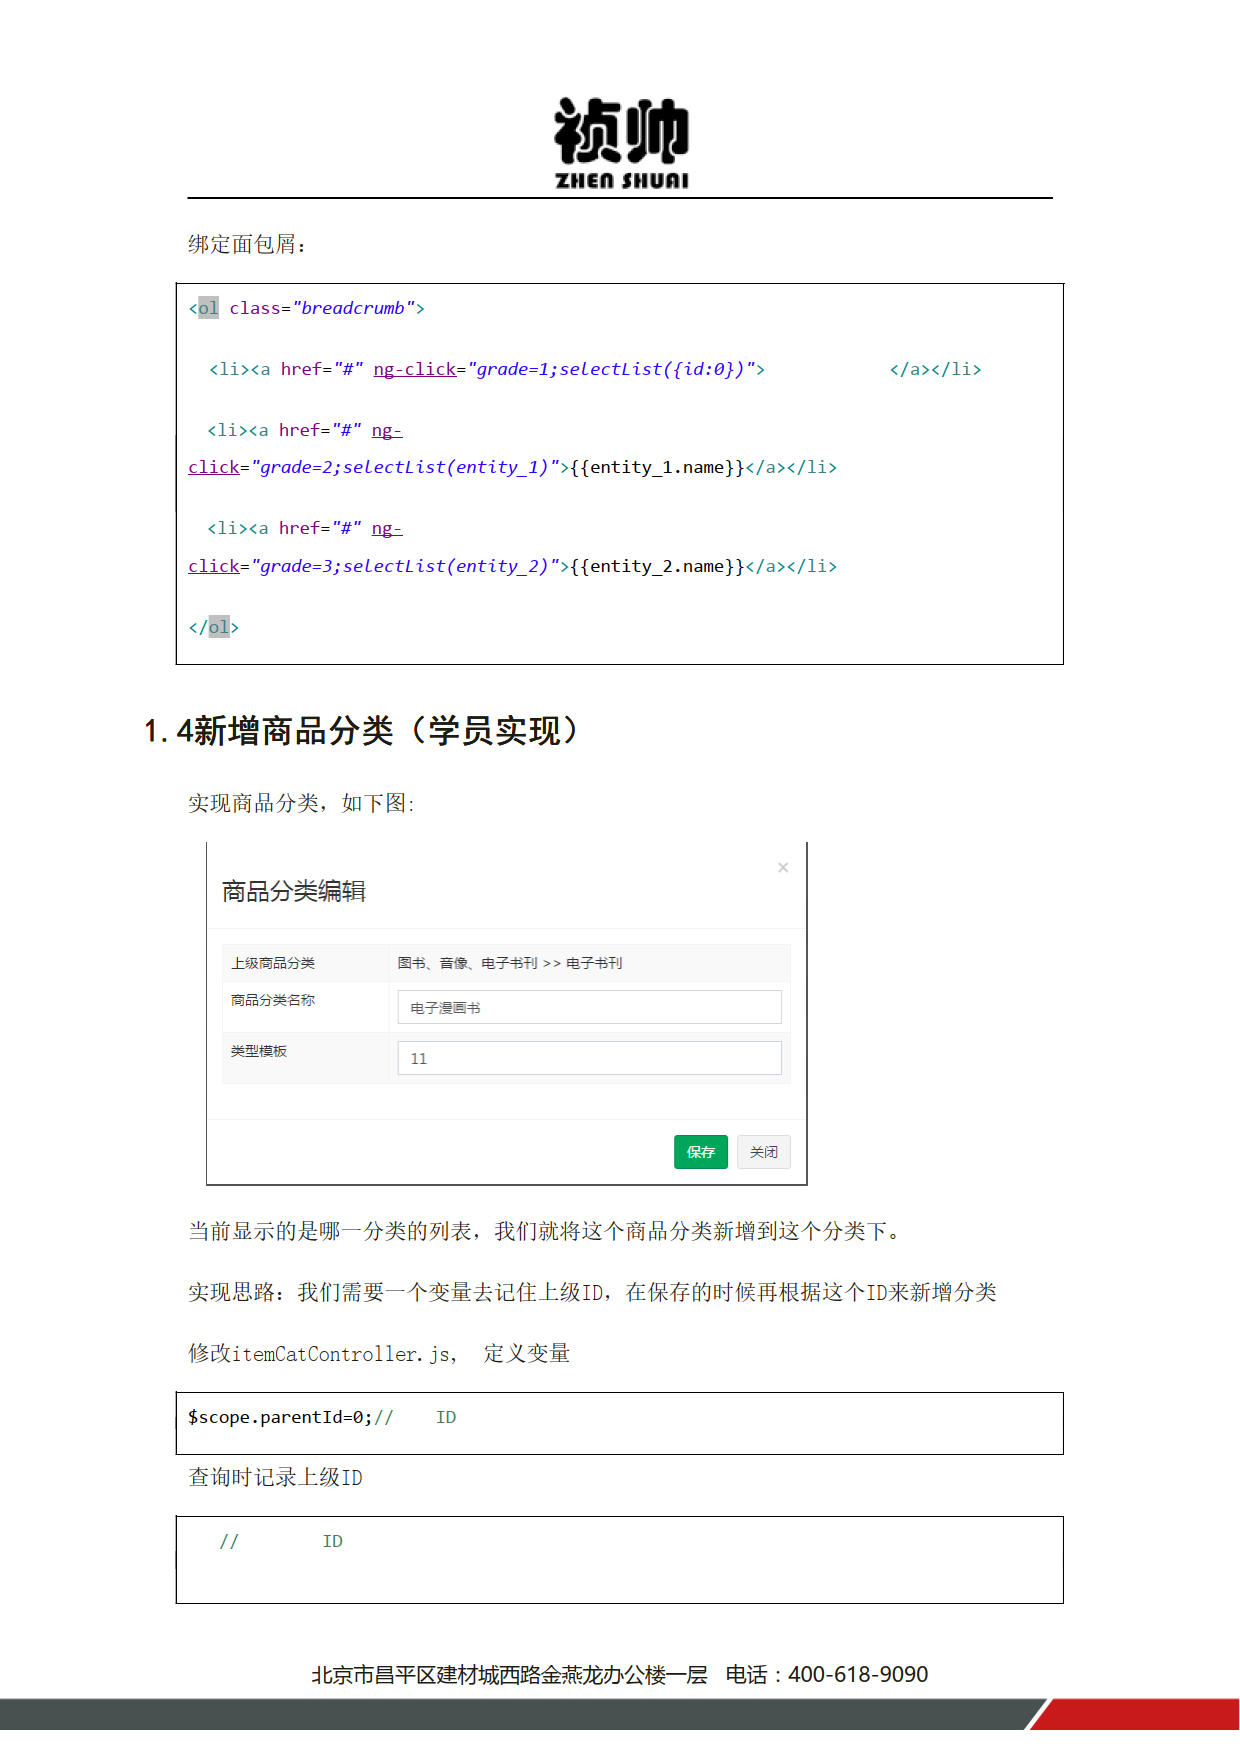 祯帅
ZHEN SHUAI
绑定面包屑：
<ol class="breadcrumb">
<li><a href="#" ng-click="grade=1;selectList({id:0})"> </a></li>
<li><a href="#" ng-
click="grade=2;selectList(entity_1)">{{entity_1.name}}</a></li>
<li><a href="#" ng-
click="grade=3;selectList(entity_2)">{{entity_2.name}}</a></li>
</ol>
1.4新增商品分类（学员实现）
实现商品分类，如下图：
×
商品分类编辑
上级商品分类 图书、音像、电子书刊 >> 电子书刊
商品分类名称 电子漫画书
类型模板 11
保存 关闭
当前显示的是哪一分类的列表，我们就将这个商品分类新增到这个分类下。
实现思路：我们需要一个变量去记住上级ID，在保存的时候再根据这个ID来新增分类
修改itemCatController.js, 定义变量
$scope.parentId=0;// ID
查询时记录上级ID
// ID
北京市昌平区建材城西路金燕龙办公楼一层 电话：400-618-9090